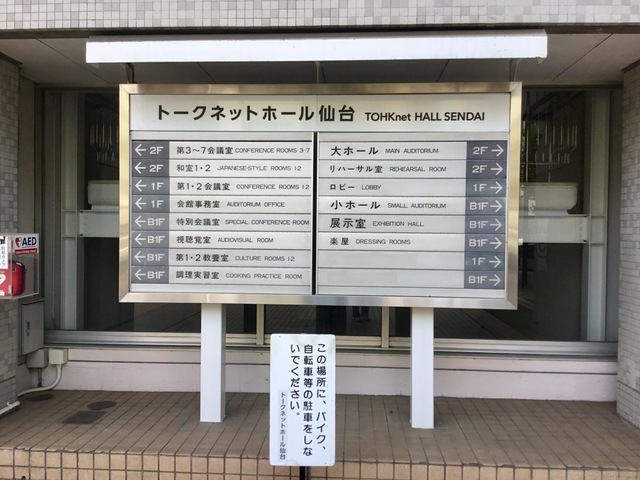 トークネットホール仙台 TOHKnet HALL SENDAI
←2F 第3～7会議室 CONFERENCE ROOMS 3-7
←2F 和室1・2 JAPANESE-STYLE ROOMS 1・2
←1F 第1・2会議室 CONFERENCE ROOMS 1・2
←1F 会館事務室 AUDITORIUM OFFICE
←B1F 特別会議室 SPECIAL CONFERENCE ROOM
←B1F 視聴覚室 AUDIOVISUAL ROOM
←B1F 第1・2教養室 CULTURE ROOMS 1・2
←B1F 調理実習室 COOKING PRACTICE ROOM
大ホール MAIN AUDITORIUM 2F→
リハーサル室 REHEARSAL ROOM 2F→
ロビー LOBBY 1F→
小ホール SMALL AUDITORIUM B1F→
展示室 EXHIBITION HALL B1F→
楽屋 DRESSING ROOMS B1F→
1F→
B1F→
AED
この場所に、バイク、
自転車等の駐車をしな
いでください。
トークネットホール仙台